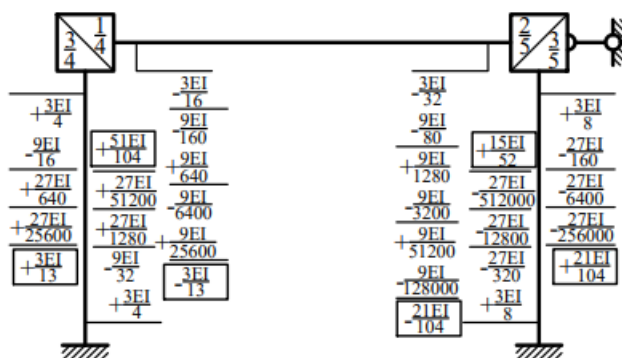 3/4 1/4
2/5 3/5
+3EI/4
-9EI/16
+27EI/640
+27EI/25600
+3EI/13
+51EI/104
+27EI/51200
+27EI/1280
-9EI/32
+3EI/4
-3EI/16
-9EI/160
+9EI/640
-9EI/6400
+9EI/25600
-3EI/13
-3EI/32
-9EI/80
+9EI/1280
-9EI/3200
+9EI/51200
-9EI/128000
-21EI/104
+15EI/52
-27EI/512000
-27EI/12800
-27EI/320
+3EI/8
+3EI/8
-27EI/160
-27EI/6400
-27EI/256000
+21EI/104